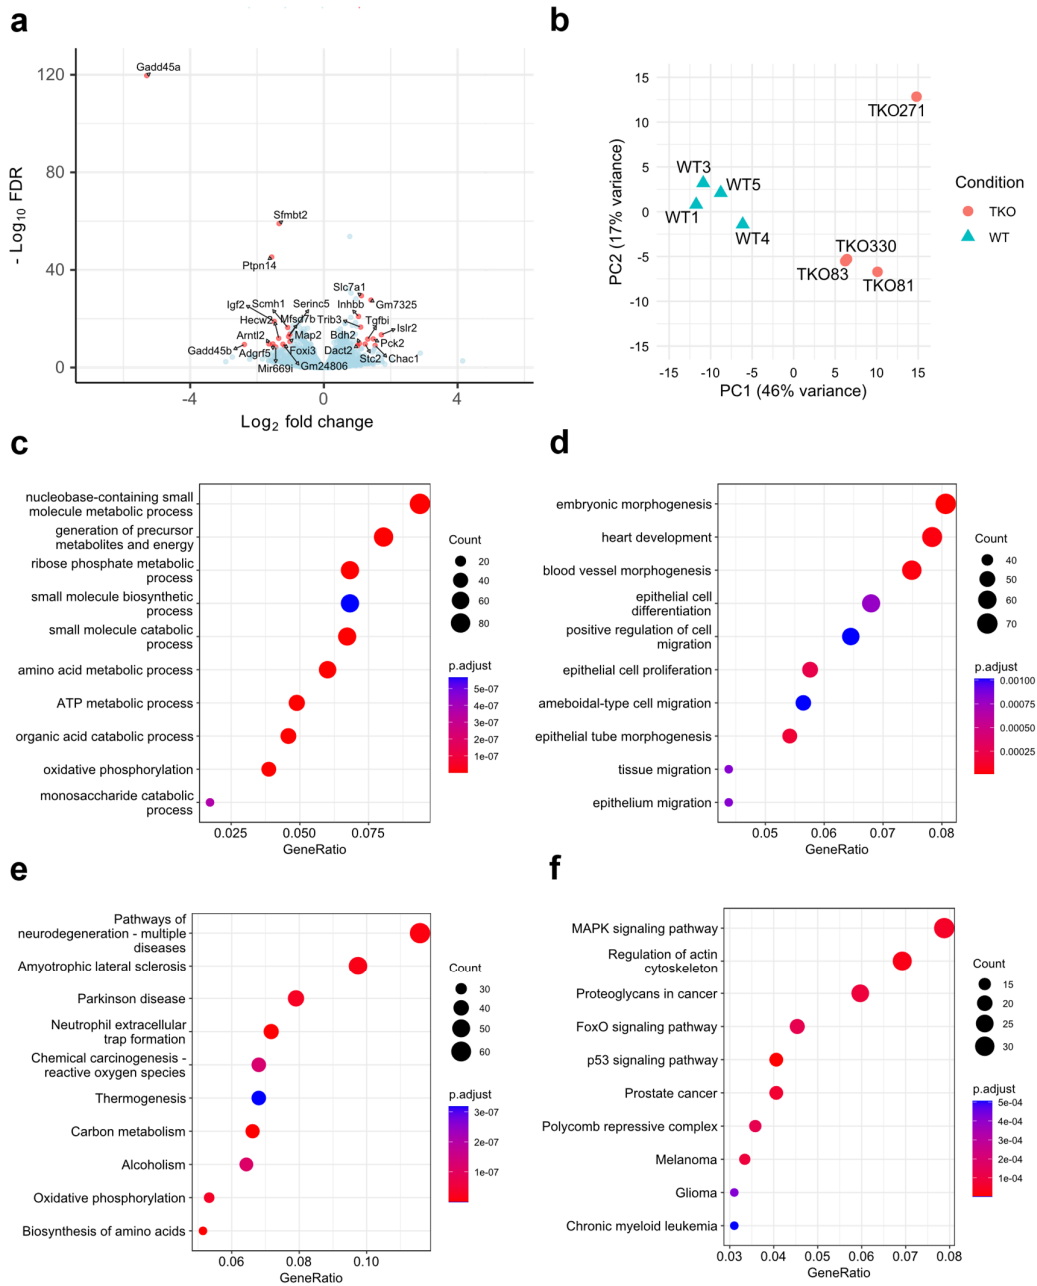 a
120
80
40
0
- Log10 FDR
Gadd45a
Sfmbt2
Ptpn14
Slc7a1
Gm7325
Igf2
Scmh1
Serinc5
Inhbb
Hecw2
Mfsd7b
Trib3
Tgfbi
Islr2
Arntl2
Map2
Bdh2
Pck2
Gadd45b
Adgrf5
Foxi3
Dact2
Stc2
Chac1
Mir669i
Gm24806
-4
0
4
Log2 fold change
b
15
10
5
0
-5
-10
-15
PC2 (17% variance)
TKO271
WT3
WT5
WT1
WT4
TKO330
TKO83
TKO81
-15
-10
-5
0
5
10
15
PC1 (46% variance)
Condition
TKO
WT
c
nucleobase-containing small
molecule metabolic process
generation of precursor
metabolites and energy
ribose phosphate metabolic
process
small molecule biosynthetic
process
small molecule catabolic
process
amino acid metabolic process
ATP metabolic process
organic acid catabolic process
oxidative phosphorylation
monosaccharide catabolic
process
0.025
0.050
0.075
GeneRatio
Count
20
40
60
80
p.adjust
5e-07
4e-07
3e-07
2e-07
1e-07
d
embryonic morphogenesis
heart development
blood vessel morphogenesis
epithelial cell
differentiation
positive regulation of cell
migration
epithelial cell proliferation
ameboidal-type cell migration
epithelial tube morphogenesis
tissue migration
epithelium migration
0.05
0.06
0.07
0.08
GeneRatio
Count
40
50
60
70
p.adjust
0.00100
0.00075
0.00050
0.00025
e
Pathways of
neurodegeneration - multiple
diseases
Amyotrophic lateral sclerosis
Parkinson disease
Neutrophil extracellular
trap formation
Chemical carcinogenesis -
reactive oxygen species
Thermogenesis
Carbon metabolism
Alcoholism
Oxidative phosphorylation
Biosynthesis of amino acids
0.06
0.08
0.10
GeneRatio
Count
30
40
50
60
p.adjust
3e-07
2e-07
1e-07
f
MAPK signaling pathway
Regulation of actin
cytoskeleton
Proteoglycans in cancer
FoxO signaling pathway
p53 signaling pathway
Prostate cancer
Polycomb repressive complex
Melanoma
Glioma
Chronic myeloid leukemia
0.03
0.04
0.05
0.06
0.07
0.08
GeneRatio
Count
15
20
25
30
p.adjust
5e-04
4e-04
3e-04
2e-04
1e-04